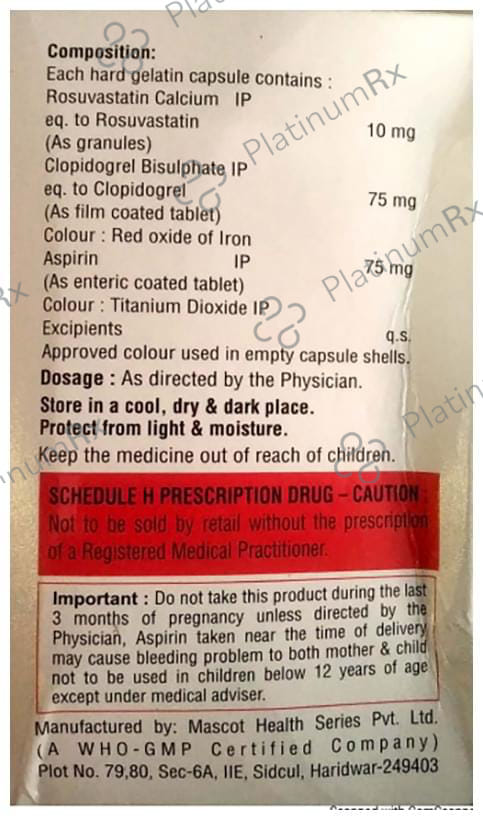 Composition:
Each hard gelatin capsule contains :
Rosuvastatin Calcium IP
eq. to Rosuvastatin 10 mg
(As granules)
Clopidogrel Bisulphate IP
eq. to Clopidogrel 75 mg
(As film coated tablet)
Colour : Red oxide of Iron
Aspirin IP 75 mg
(As enteric coated tablet)
Colour : Titanium Dioxide IP
Excipients q.s.
Approved colour used in empty capsule shells.
Dosage : As directed by the Physician.
Store in a cool, dry & dark place.
Protect from light & moisture.
Keep the medicine out of reach of children.
SCHEDULE H PRESCRIPTION DRUG – CAUTION :
Not to be sold by retail without the prescription
of a Registered Medical Practitioner.
Important : Do not take this product during the last
3 months of pregnancy unless directed by the
Physician, Aspirin taken near the time of delivery
may cause bleeding problem to both mother & child
not to be used in children below 12 years of age
except under medical adviser.
Manufactured by: Mascot Health Series Pvt. Ltd.
(A WHO-GMP Certified Company)
Plot No. 79,80, Sec-6A, IIE, Sidcul, Haridwar-249403
PlatinumRx
PlatinumRx